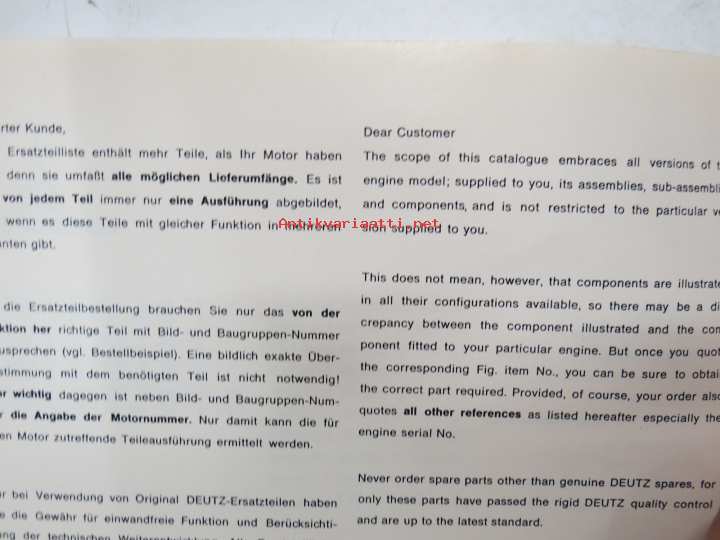 rter Kunde,
Ersatzteilliste enthält mehr Teile, als Ihr Motor haben
denn sie umfaßt alle möglichen Lieferumfänge. Es ist
von jedem Teil immer nur eine Ausführung abgebildet,
wenn es diese Teile mit gleicher Funktion in mehreren
nten gibt.
die Ersatzteilbestellung brauchen Sie nur das von der
ktion her richtige Teil mit Bild- und Baugruppen-Nummer
usprechen (vgl. Bestellbeispiel). Eine bildlich exakte Über-
stimmung mit dem benötigten Teil ist nicht notwendig!
r wichtig dagegen ist neben Bild- und Baugruppen-Num-
r die Angabe der Motornummer. Nur damit kann die für
en Motor zutreffende Teileausführung ermittelt werden.
r bei Verwendung von Original DEUTZ-Ersatzteilen haben
e die Gewähr für einwandfreie Funktion und Berücksichti-
ung der technischen Weiterentwicklung.
Dear Customer
The scope of this catalogue embraces all versions of t
engine model; supplied to you, its assemblies, sub-assembli
and components, and is not restricted to the particular ve
sion supplied to you.
This does not mean, however, that components are illustrate
in all their configurations available, so there may be a di
crepancy between the component illustrated and the com
ponent fitted to your particular engine. But once you quot
the corresponding Fig. item No., you can be sure to obtai
the correct part required. Provided, of course, your order also
quotes all other references as listed hereafter especially the
engine serial No.
Never order spare parts other than genuine DEUTZ spares, for
only these parts have passed the rigid DEUTZ quality control
and are up to the latest standard.
Antikvariaatti.net